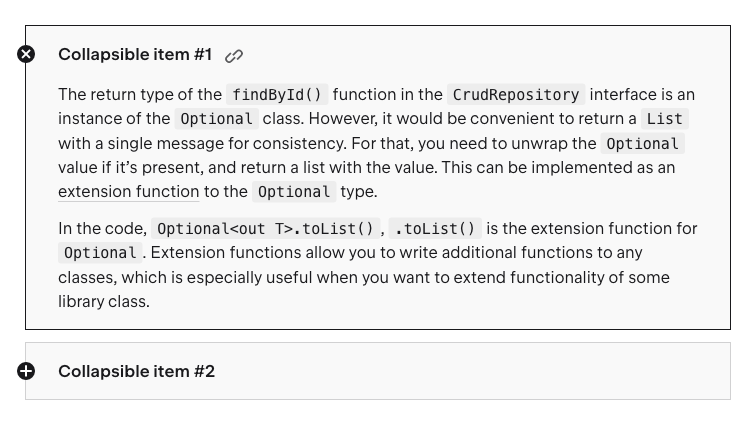 Collapsible item #1
The return type of the findById() function in the CrudRepository interface is an
instance of the Optional class. However, it would be convenient to return a List
with a single message for consistency. For that, you need to unwrap the Optional
value if it’s present, and return a list with the value. This can be implemented as an
extension function to the Optional type.
In the code, Optional<out T>.toList(), .toList() is the extension function for
Optional. Extension functions allow you to write additional functions to any
classes, which is especially useful when you want to extend functionality of some
library class.
Collapsible item #2